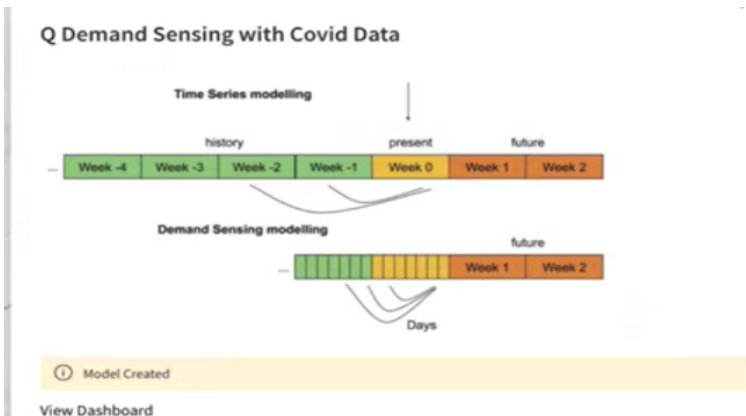 Q Demand Sensing with Covid Data
Time Series modelling
history present future
... Week -4 Week -3 Week -2 Week -1 Week 0 Week 1 Week 2
Demand Sensing modelling
future
... Week 1 Week 2
Days
Model Created
View Dashboard